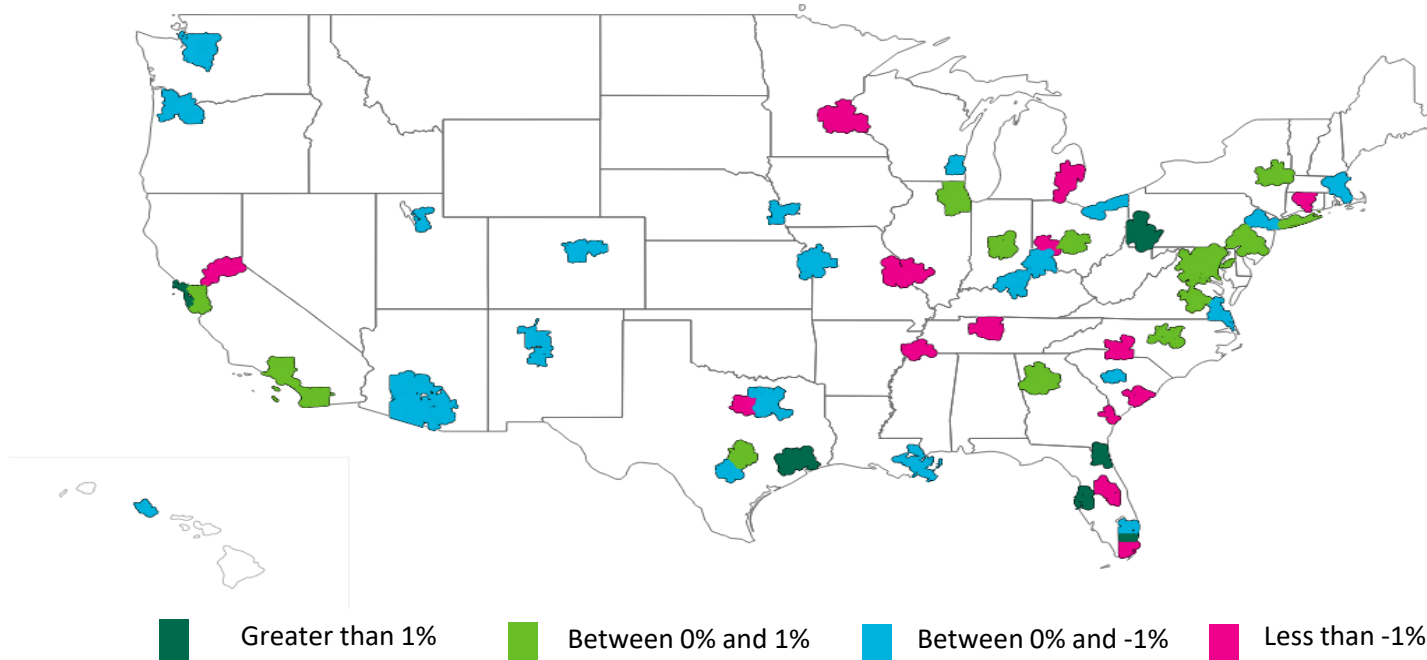 Greater than 1%
Between 0% and 1%
Between 0% and -1%
Less than -1%